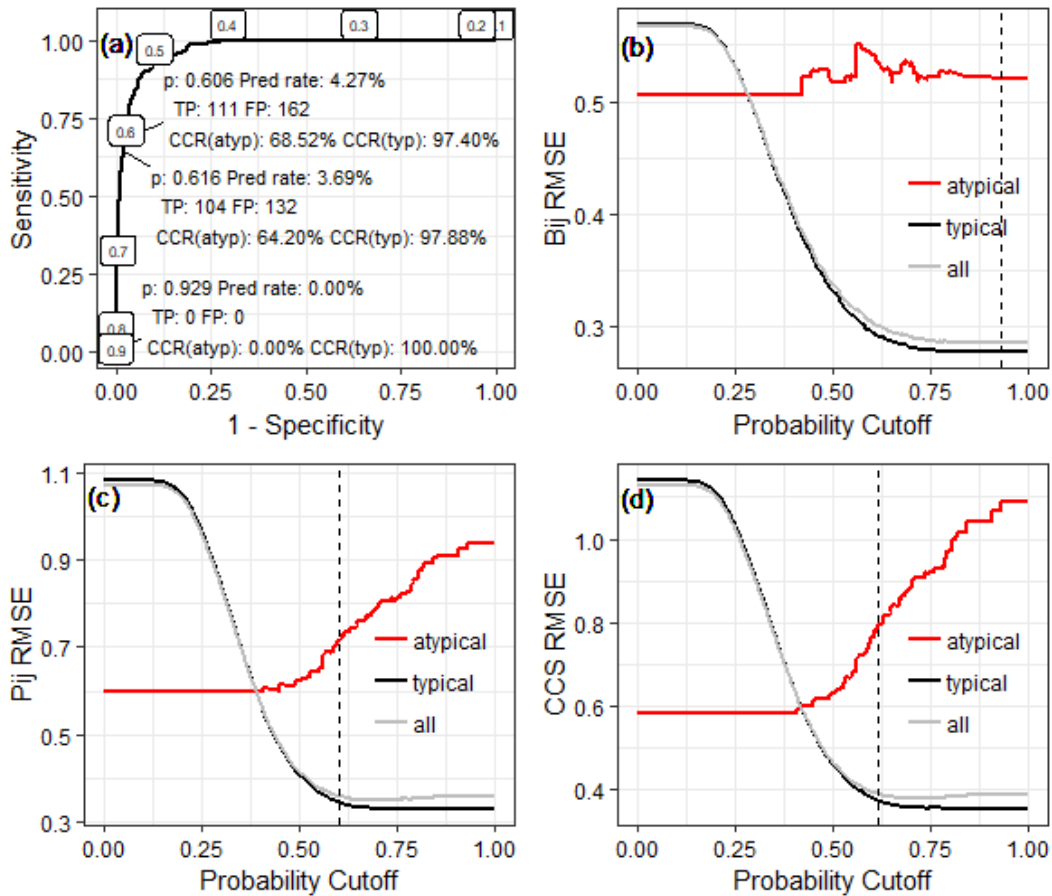 (a)
0.4
0.3
0.2
.1
0.5
1.00
p: 0.606 Pred rate: 4.27%
TP: 111 FP: 162
0.75
0.6
CCR(atyp): 68.52% CCR(typ): 97.40%
p: 0.616 Pred rate: 3.69%
Sensitivity
0.50
TP: 104 FP: 132
CCR(atyp): 64.20% CCR(typ): 97.88%
0.7
0.25
p: 0.929 Pred rate: 0.00%
TP: 0 FP: 0
0.8
0.00
0.9
CCR(atyp): 0.00% CCR(typ): 100.00%
0.00 0.25 0.50 0.75 1.00
1 - Specificity
(b)
Bij RMSE
0.5
0.4
0.3
atypical
typical
all
0.00 0.25 0.50 0.75 1.00
Probability Cutoff
(c)
Pij RMSE
1.1
0.9
0.7
0.5
0.3
atypical
typical
all
0.00 0.25 0.50 0.75 1.00
Probability Cutoff
(d)
CCS RMSE
1.0
0.8
0.6
0.4
atypical
typical
all
0.00 0.25 0.50 0.75 1.00
Probability Cutoff